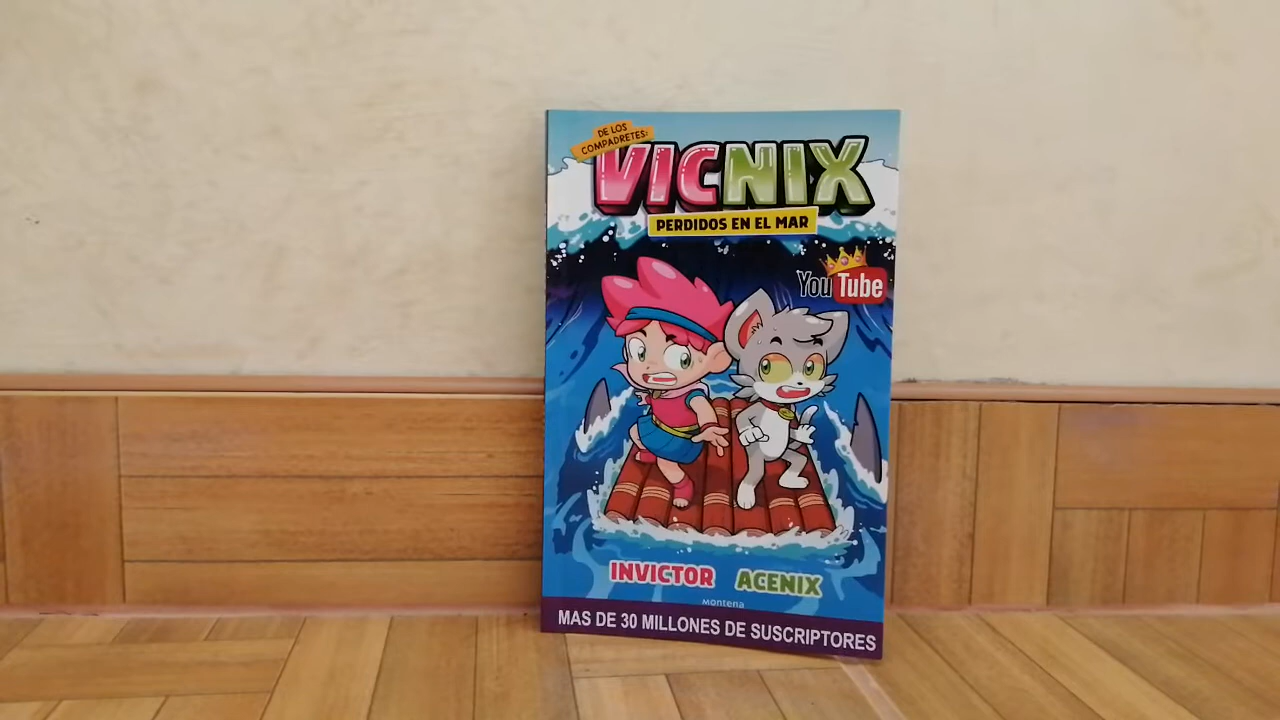 DE LOS
COMPADRETES:
VICNIX
PERDIDOS EN EL MAR
YouTube
INVICTOR ACENIX
Montena
MAS DE 30 MILLONES DE SUSCRIPTORES